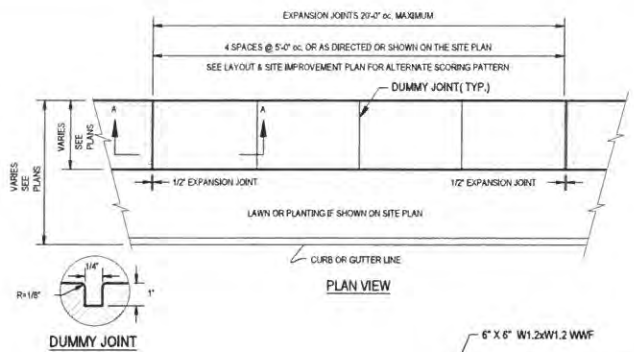 EXPANSION JOINTS 20'-0" oc, MAXIMUM
4 SPACES @ 5'-0" oc, OR AS DIRECTED OR SHOWN ON THE SITE PLAN
SEE LAYOUT & SITE IMPROVEMENT PLAN FOR ALTERNATE SCORING PATTERN
DUMMY JOINT( TYP.)
A
A
VARIES
SEE
PLANS
VARIES
SEE
PLANS
1/2" EXPANSION JOINT
1/2" EXPANSION JOINT
LAWN OR PLANTING IF SHOWN ON SITE PLAN
CURB OR GUTTER LINE
PLAN VIEW
1/4"
R=1/8"
1"
DUMMY JOINT
6" X 6" W1.2xW1.2 WWF